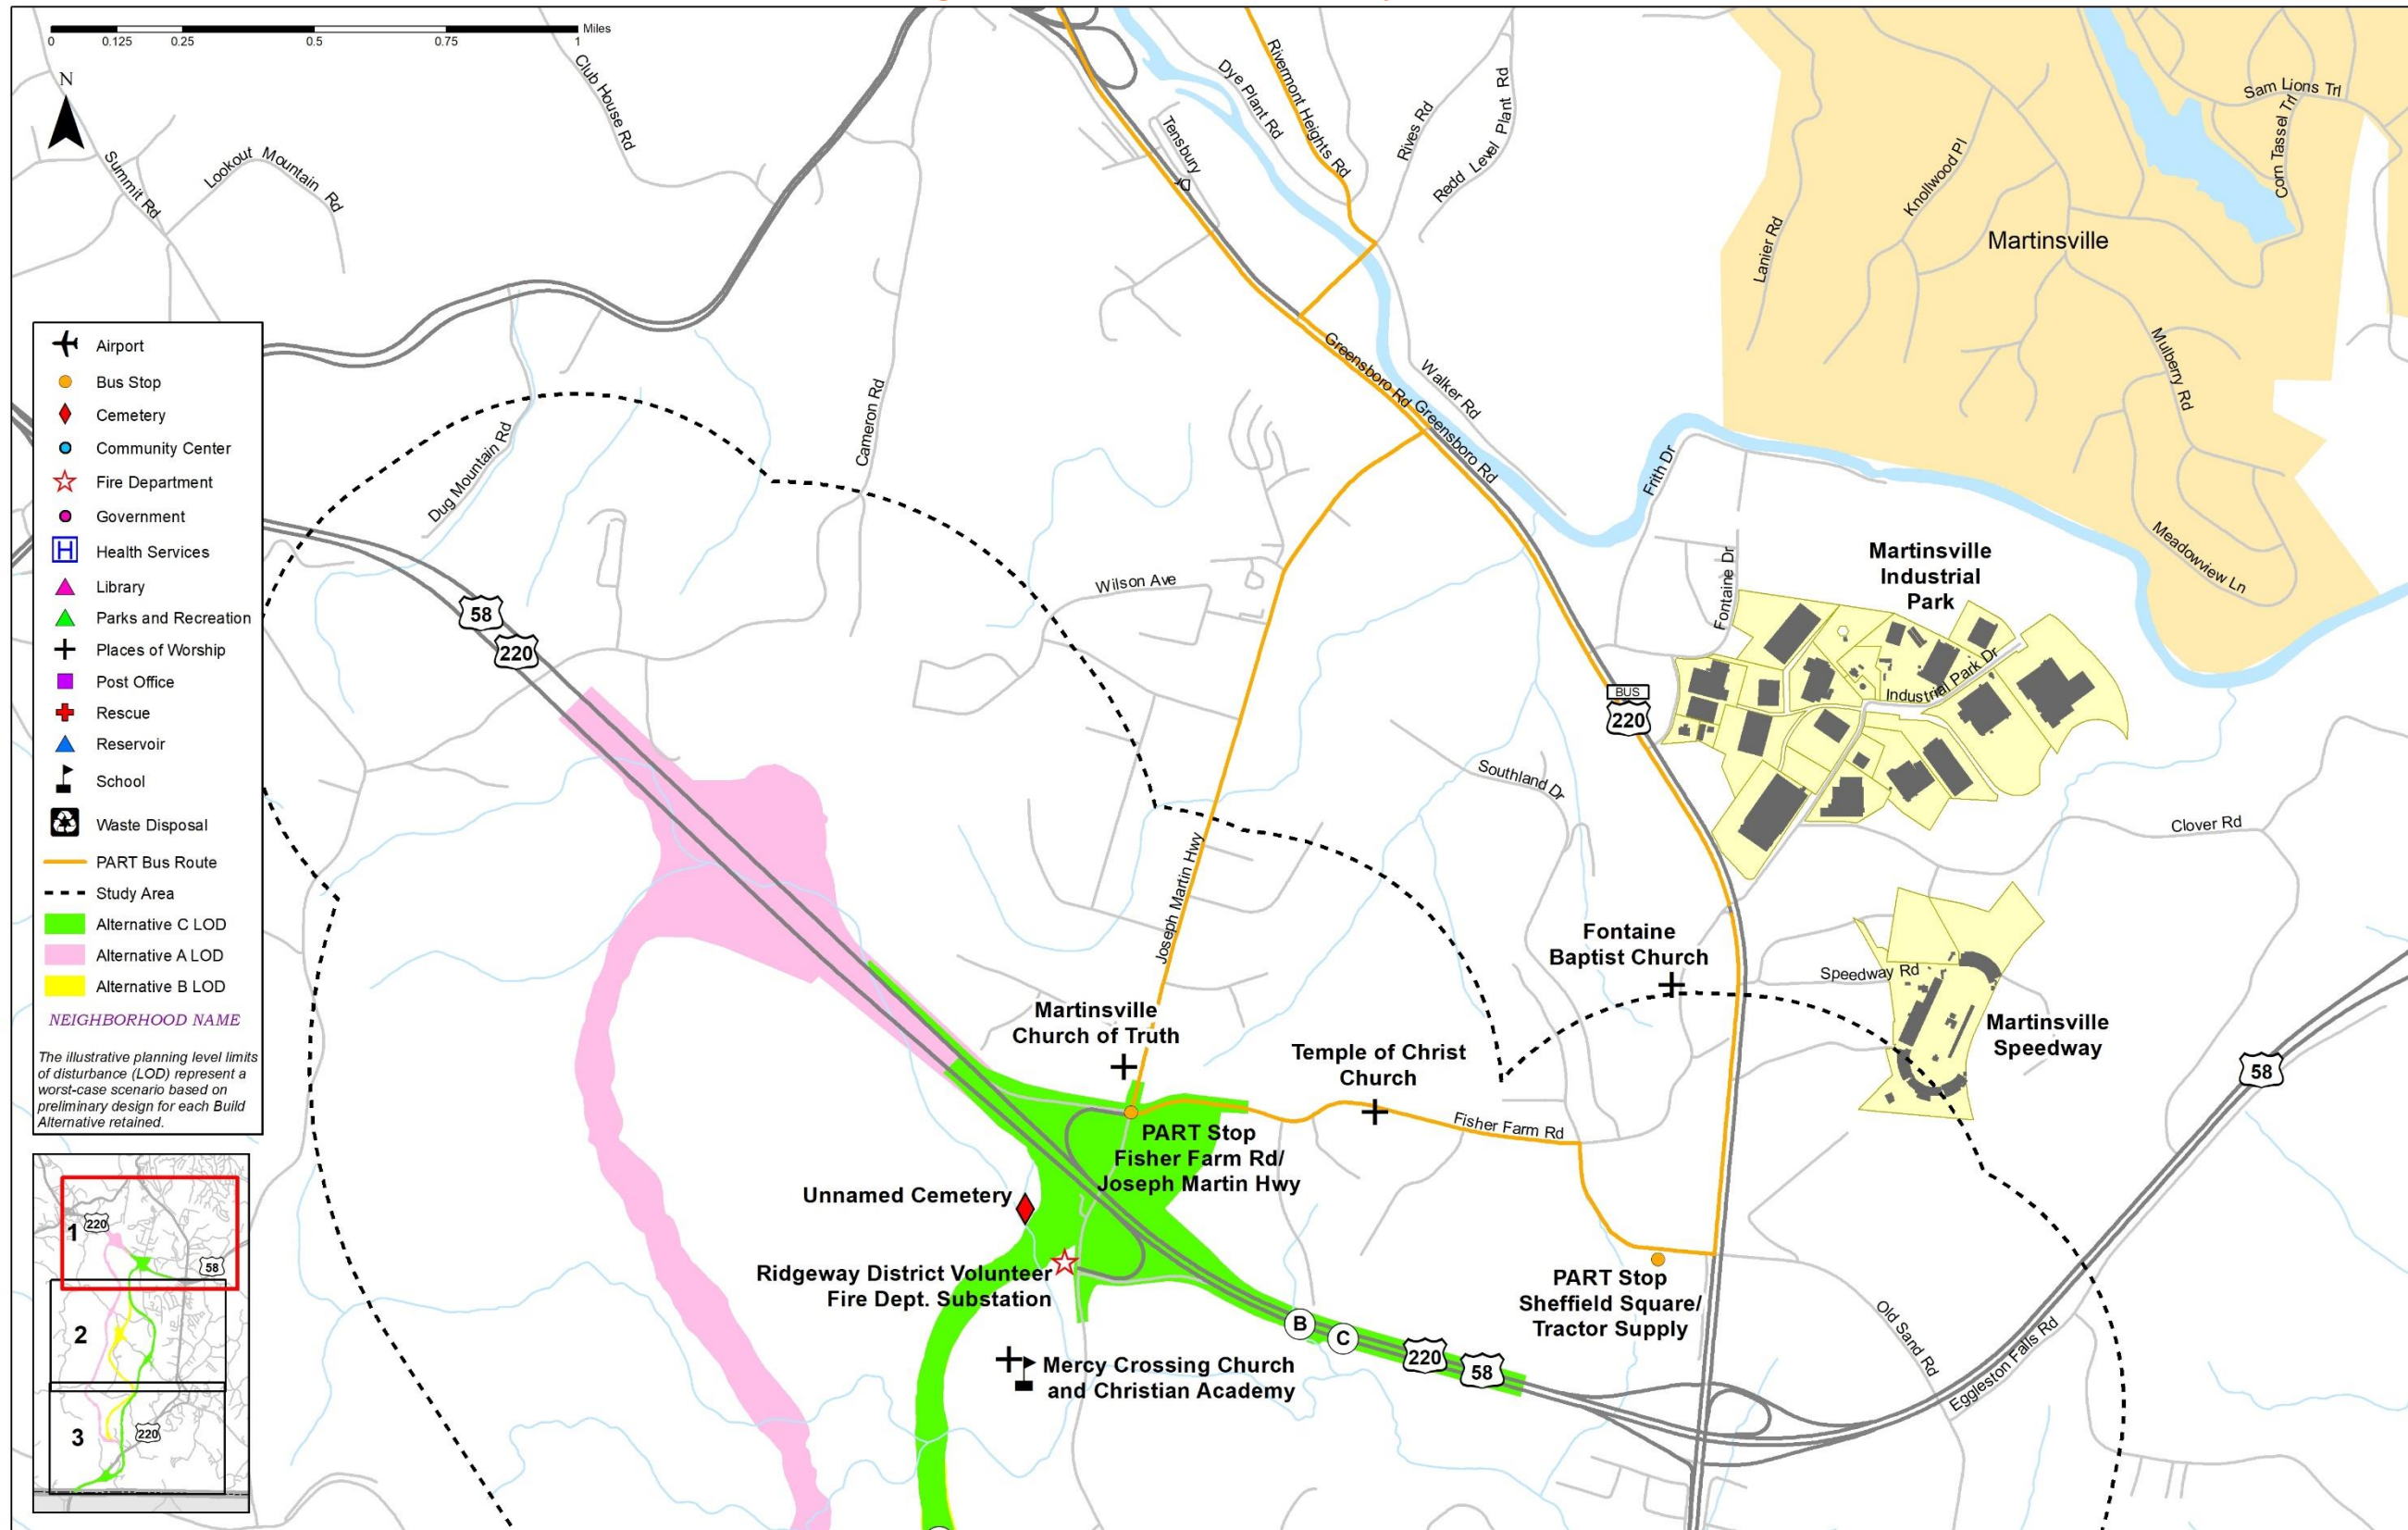 0
0.125
0.25
0.5
0.75
1
Miles
N
Summit Rd
Lookout Mountain Rd
Club House Rd
Tensbury
Dr
Dye Plant Rd
Rivermont Heights Rd
Rives Rd
Redd Level Plant Rd
Lanier Rd
Knollwood Pl
Martinsville
Sam Lions Trl
Corn Tassel Trl
Mulberry Rd
Meadowview Ln
Greensboro Rd
Greensboro Rd
Walker Rd
Frith Dr
Fontaine Dr
Cameron Rd
Dug Mountain Rd
Wilson Ave
58
220
Martinsville
Industrial
Park
Industrial Park Dr
BUS
220
Southland Dr
Joseph Martin Hwy
Clover Rd
Fontaine
Baptist Church
Speedway Rd
Martinsville
Speedway
58
Martinsville
Church of Truth
Temple of Christ
Church
Fisher Farm Rd
PART Stop
Fisher Farm Rd/
Joseph Martin Hwy
Unnamed Cemetery
Ridgeway District Volunteer
Fire Dept. Substation
Mercy Crossing Church
and Christian Academy
B
C
220
58
PART Stop
Sheffield Square/
Tractor Supply
Old Sand Rd
Eggleston Falls Rd
Airport
Bus Stop
Cemetery
Community Center
Fire Department
Government
H Health Services
Library
Parks and Recreation
Places of Worship
Post Office
Rescue
Reservoir
School
Waste Disposal
PART Bus Route
Study Area
Alternative C LOD
Alternative A LOD
Alternative B LOD
NEIGHBORHOOD NAME
The illustrative planning level limits
of disturbance (LOD) represent a
worst-case scenario based on
preliminary design for each Build
Alternative retained.
1
220
58
2
3
220